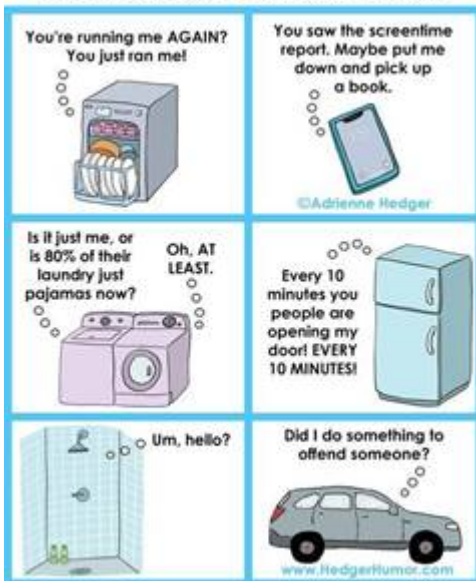 You're running me AGAIN?
You just ran me!
You saw the screentime
report. Maybe put me
down and pick up
a book.
©Adrienne Hedger
Is it just me, or
is 80% of their
laundry just
pajamas now?
Oh, AT
LEAST.
Every 10
minutes you
people are
opening my
door! EVERY
10 MINUTES!
Um, hello?
Did I do something to
offend someone?
www.HedgerHumor.com